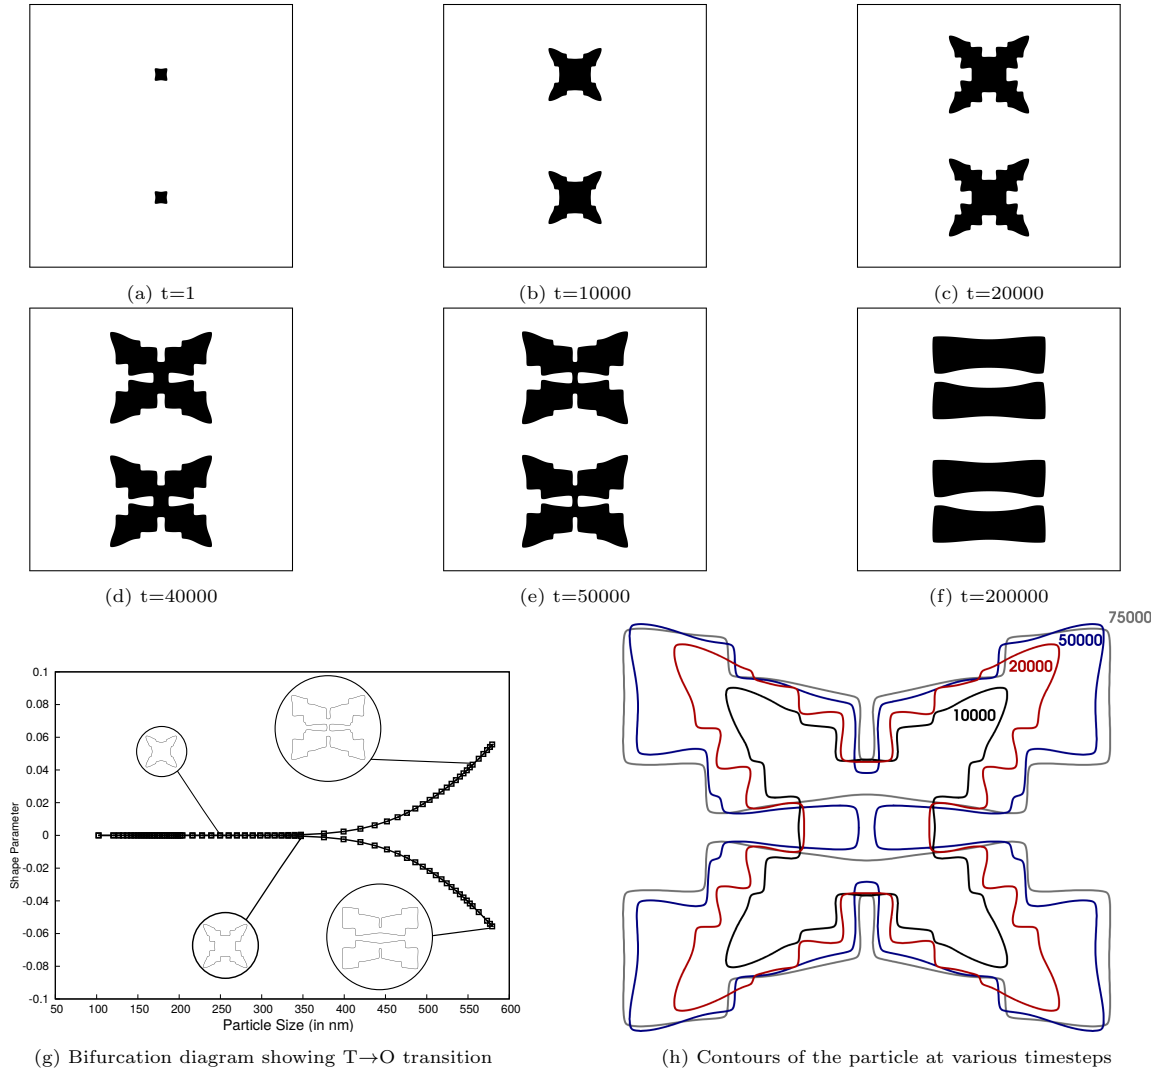 (a) t=1
(b) t=10000
(c) t=20000
(d) t=40000
(e) t=50000
(f) t=200000
0.1
0.08
0.06
0.04
0.02
0
-0.02
-0.04
-0.06
-0.08
-0.1
Shape Parameter
50 100 150 200 250 300 350 400 450 500 550 600
Particle Size (in nm)
(g) Bifurcation diagram showing T→O transition
75000
50000
20000
10000
(h) Contours of the particle at various timesteps